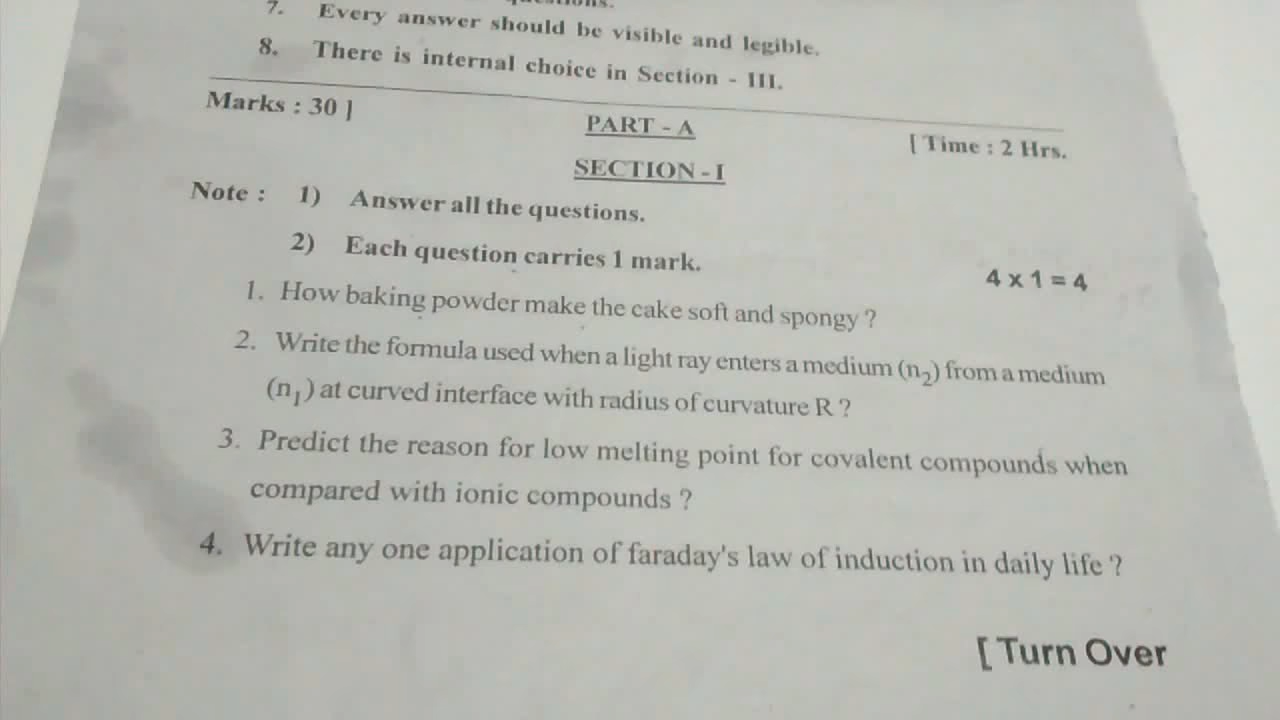 7. Every answer should be visible and legible.
8. There is internal choice in Section - III.
Marks : 30 ]
PART - A
[ Time : 2 Hrs.
SECTION - I
Note : 1) Answer all the questions.
2) Each question carries 1 mark.
4 x 1 = 4
1. How baking powder make the cake soft and spongy ?
2. Write the formula used when a light ray enters a medium (n₂) from a medium
(n₁) at curved interface with radius of curvature R ?
3. Predict the reason for low melting point for covalent compounds when
compared with ionic compounds ?
4. Write any one application of faraday's law of induction in daily life ?
[ Turn Over